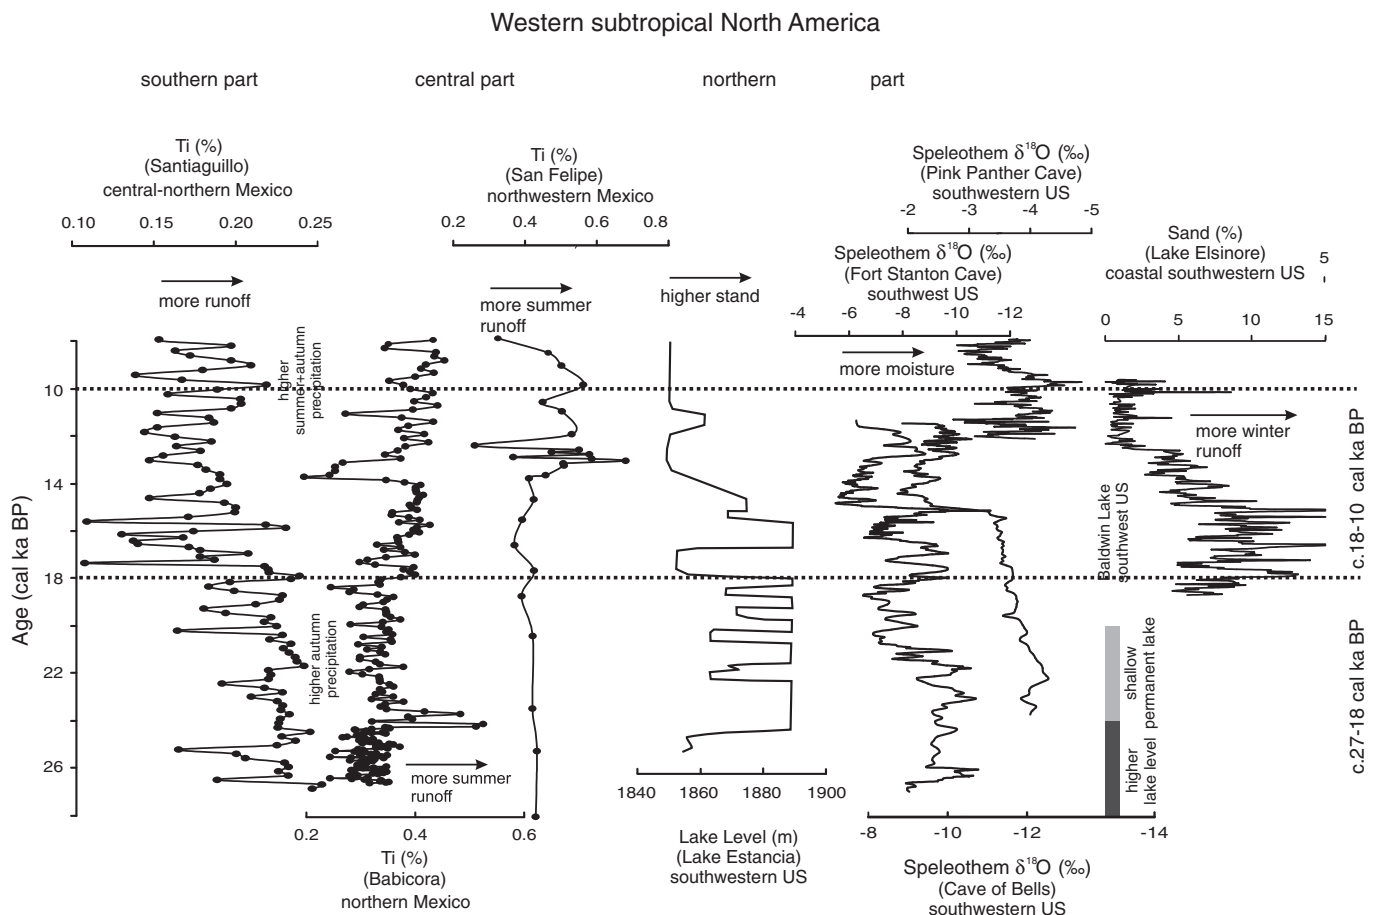 Western subtropical North America
southern part
central part
northern
part
Ti (%)
(Santiaguillo)
central-northern Mexico
0.10
0.15
0.20
0.25
more runoff
Ti (%)
(San Felipe)
northwestern Mexico
0.2
0.4
0.6
0.8
more summer
runoff
higher stand
Speleothem δ¹⁸O (‰)
(Pink Panther Cave)
southwestern US
-2
-3
-4
-5
Speleothem δ¹⁸O (‰)
(Fort Stanton Cave)
southwest US
-4
-6
-8
-10
-12
more moisture
Sand (%)
(Lake Elsinore)
coastal southwestern US
5
-
0
5
10
15
more winter
runoff
Age (cal ka BP)
10
14
18
22
26
higher
summer+autumn
precipitation
higher autumn
precipitation
more summer
runoff
Baldwin Lake
southwest US
shallow
permanent lake
higher
lake level
c.18-10 cal ka BP
c.27-18 cal ka BP
0.2
0.4
0.6
Ti (%)
(Babicora)
northern Mexico
1840
1860
1880
1900
Lake Level (m)
(Lake Estancia)
southwestern US
-8
-10
-12
-14
Speleothem δ¹⁸O (‰)
(Cave of Bells)
southwestern US